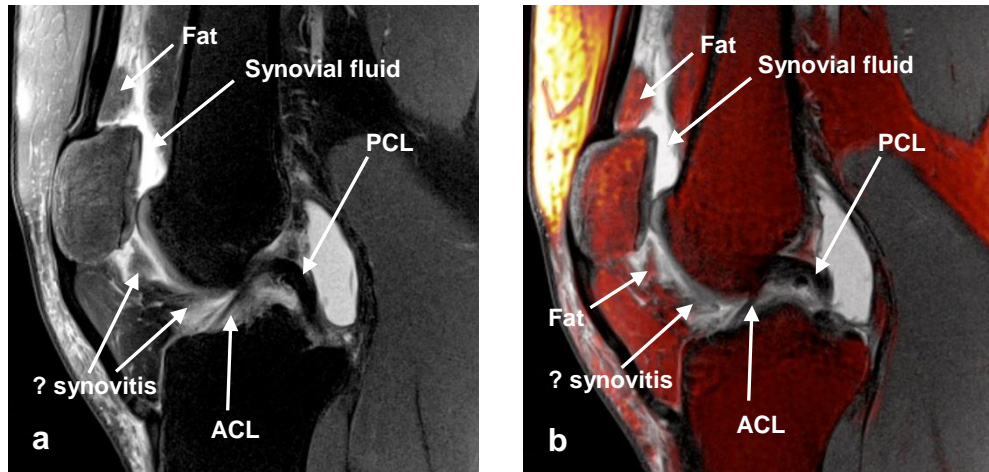 Fat
Synovial fluid
PCL
? synovitis
ACL
a
Fat
Synovial fluid
PCL
Fat
? synovitis
ACL
b